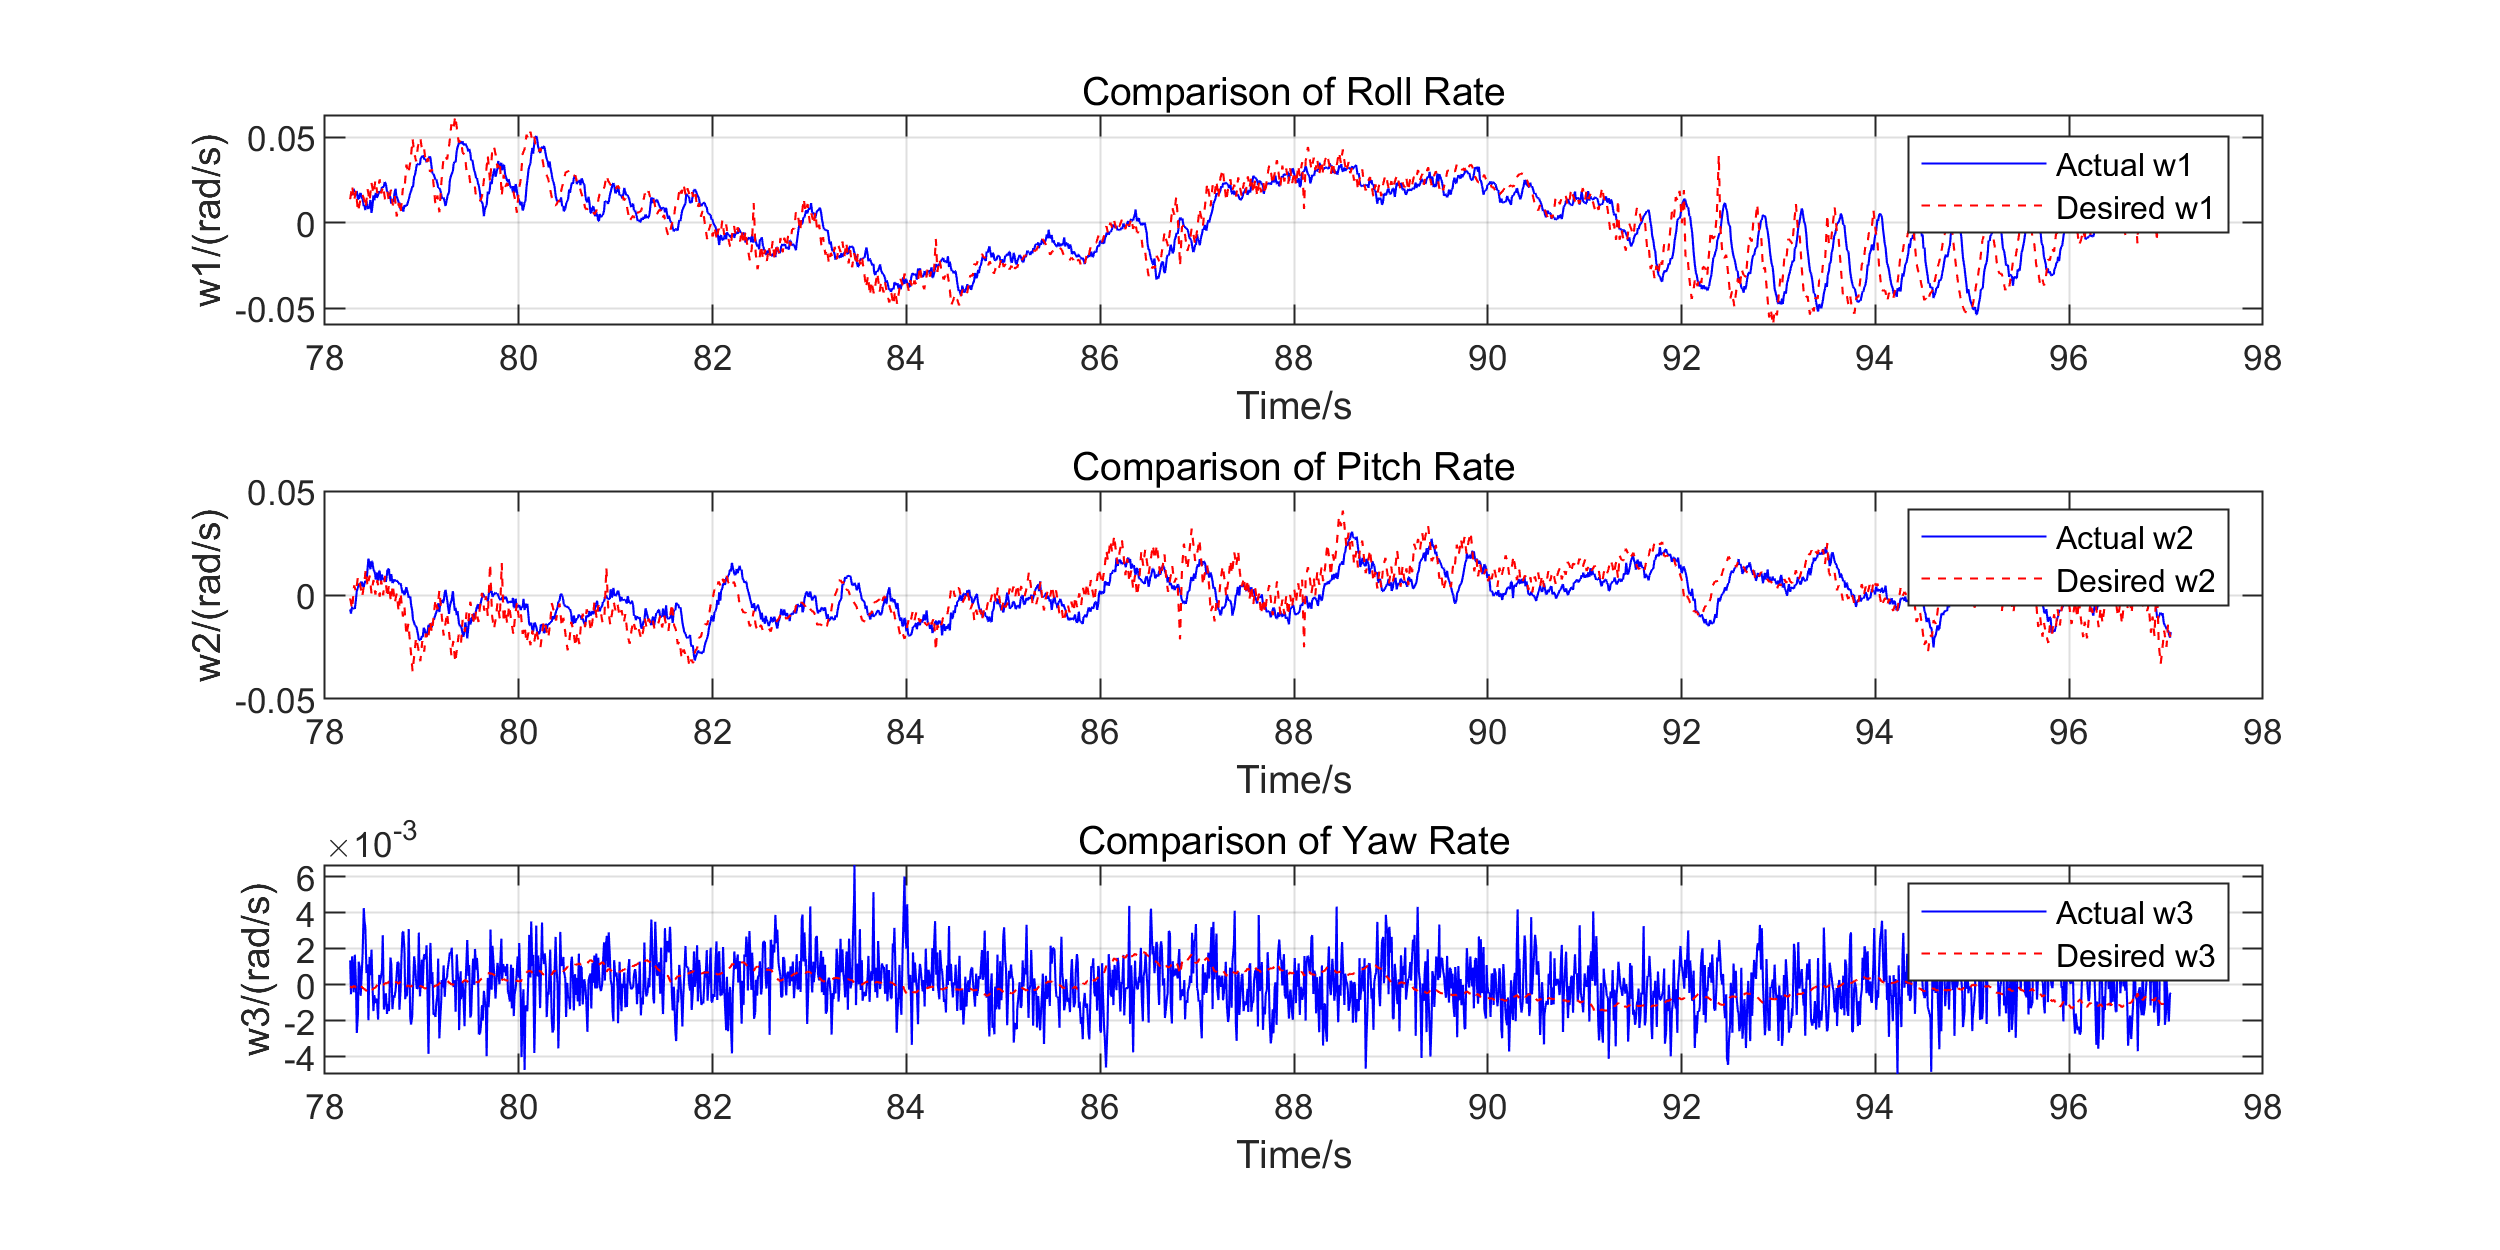 Comparison of Roll Rate
w1/(rad/s)
0.05
0
-0.05
Actual w1
Desired w1
78 80 82 84 86 88 90 92 94 96 98
Time/s
Comparison of Pitch Rate
w2/(rad/s)
0.05
0
-0.05
Actual w2
Desired w2
78 80 82 84 86 88 90 92 94 96 98
Time/s
×10⁻³
Comparison of Yaw Rate
w3/(rad/s)
6
4
2
0
-2
-4
Actual w3
Desired w3
78 80 82 84 86 88 90 92 94 96 98
Time/s